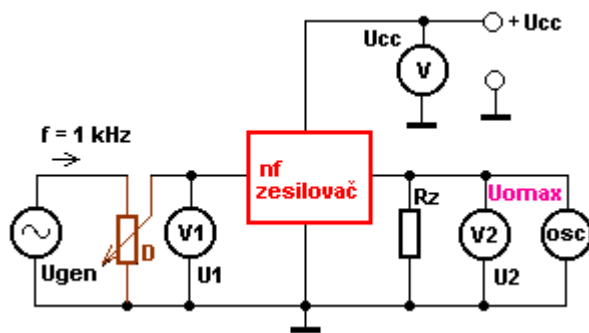 Ucc
+ Ucc
V
f = 1 kHz
nf
zesilovač
Rz
Uomax
V1
V2
osc
D
Ugen
U1
U2